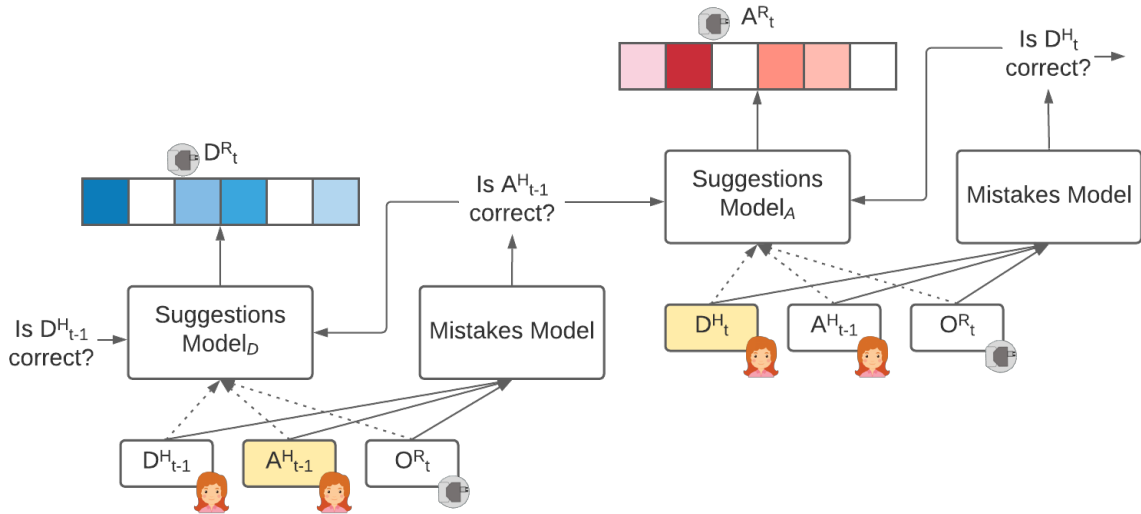 A^R_t
Is D^H_t
correct?
D^R_t
Is A^H_{t-1}
correct?
Suggestions
Model_A
Mistakes Model
Is D^H_{t-1}
correct?
Suggestions
Model_D
Mistakes Model
D^H_t
A^H_{t-1}
O^R_t
D^H_{t-1}
A^H_{t-1}
O^R_t